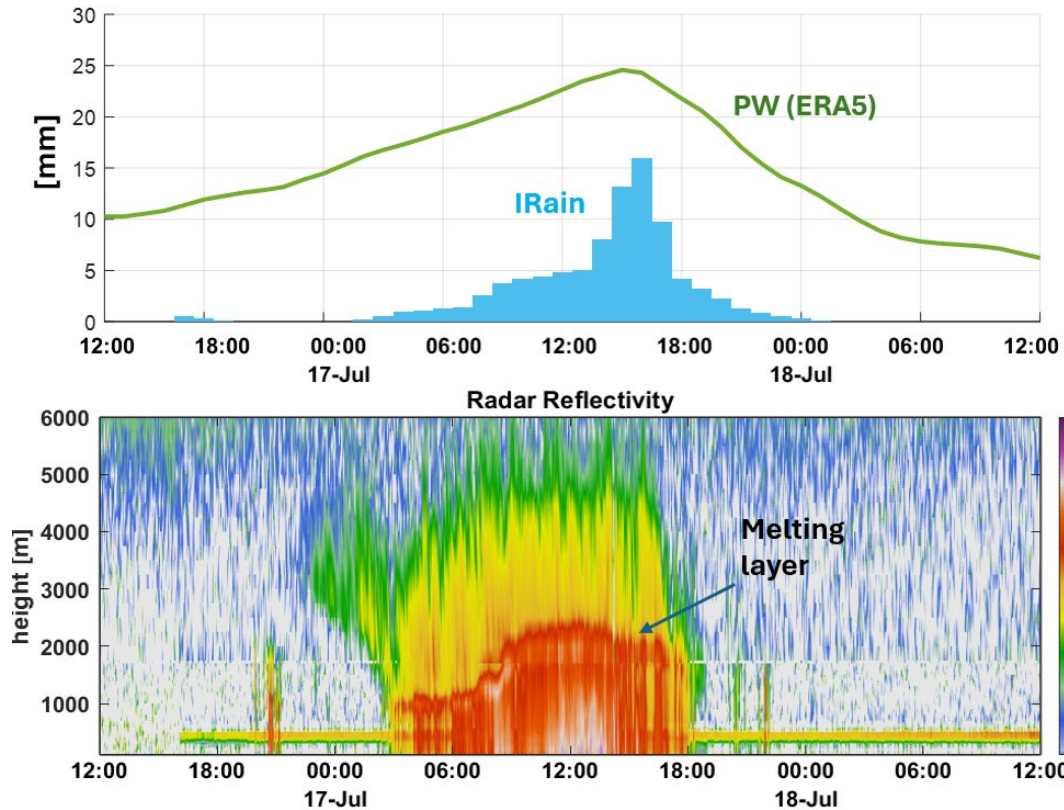 30
25
PW (ERA5)
20
[mm]
15
IRain
10
5
0
12:00 18:00 00:00 06:00 12:00 18:00 00:00 06:00 12:00
17-Jul 18-Jul
Radar Reflectivity
6000
5000
4000
Melting
layer
3000
height [m]
2000
1000
12:00 18:00 00:00 06:00 12:00 18:00 00:00 06:00 12:00
17-Jul 18-Jul